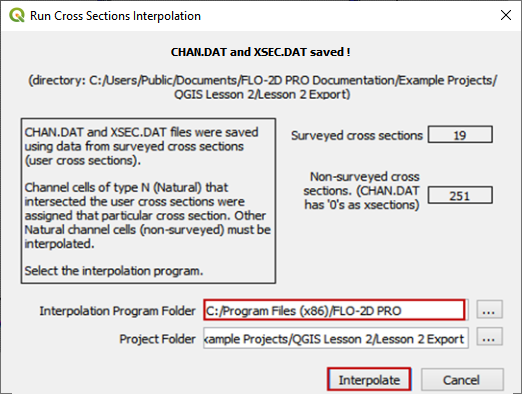 Run Cross Sections Interpolation
CHAN.DAT and XSEC.DAT saved !
(directory: C:/Users/Public/Documents/FLO-2D PRO Documentation/Example Projects/
QGIS Lesson 2/Lesson 2 Export)
CHAN.DAT and XSEC.DAT files were saved
using data from surveyed cross sections
(user cross sections).
Channel cells of type N (Natural) that
intersected the user cross sections were
assigned that particular cross section. Other
Natural channel cells (non-surveyed) must be
interpolated.
Select the interpolation program.
Surveyed cross sections 19
Non-surveyed cross
sections. (CHAN.DAT
has '0's as xsections) 251
Interpolation Program Folder C:/Program Files (x86)/FLO-2D PRO ...
Project Folder xample Projects/QGIS Lesson 2/Lesson 2 Export ...
Interpolate Cancel